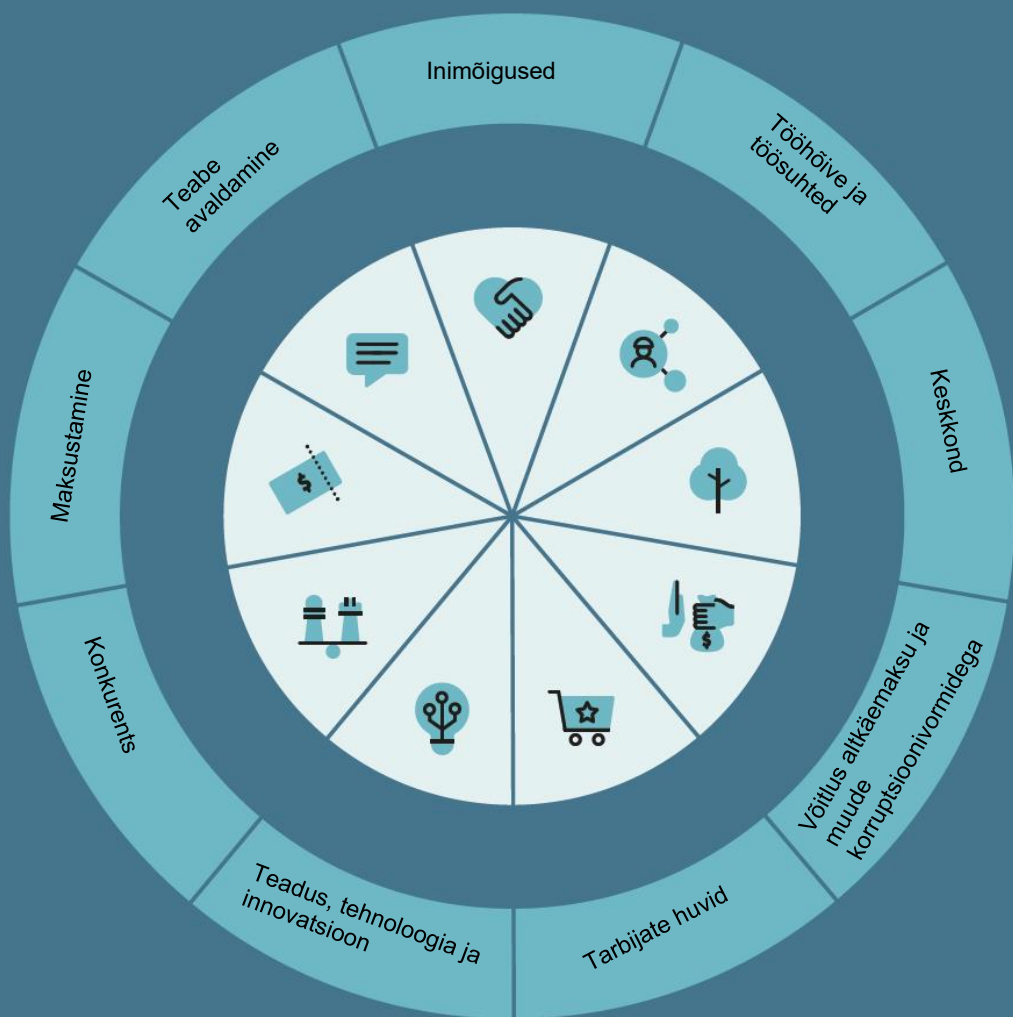 Inimõigused
Tööhõive ja
töösuhted
Keskkond
Võitlus altkäemaksu ja
muude
korruptsioonivormidega
Tarbijate huvid
Teadus, tehnoloogia ja
innovatsioon
Konkurents
Maksustamine
Teabe
avaldamine
$
$